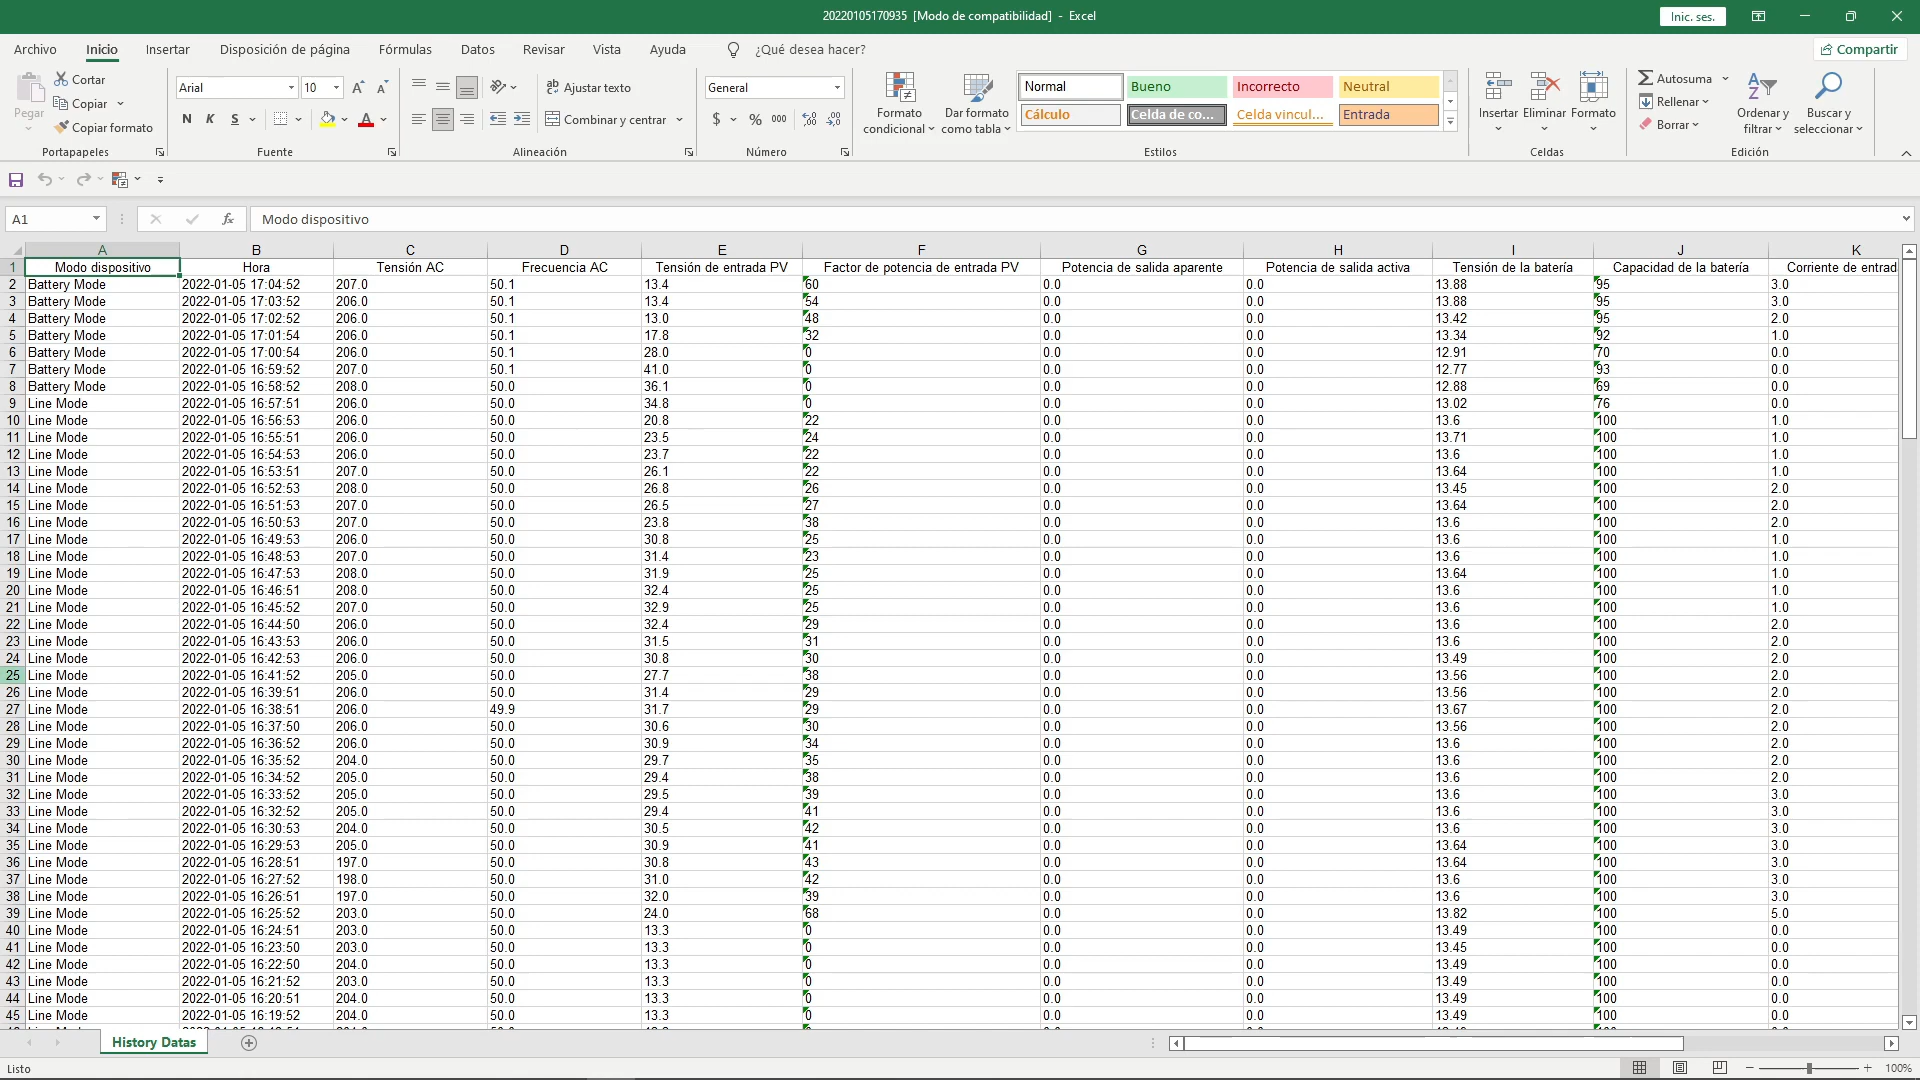 20220105170935 [Modo de compatibilidad] - Excel
Inic. ses.
Archivo Inicio Insertar Disposición de página Fórmulas Datos Revisar Vista Ayuda ¿Qué desea hacer? Compartir
Pegar
Cortar
Copiar
Copiar formato
Portapapeles
Arial 10
N K S
Fuente
Ajustar texto
Combinar y centrar
Alineación
General
$ % 000
Número
Formato condicional
Dar formato como tabla
Normal Bueno Incorrecto Neutral
Cálculo Celda de co... Celda vincul... Entrada
Estilos
Insertar Eliminar Formato
Celdas
Autosuma
Rellenar
Borrar
Ordenar y filtrar
Buscar y seleccionar
Edición
A1 fx Modo dispositivo
A B C D E F G H I J K
1 Modo dispositivo Hora Tensión AC Frecuencia AC Tensión de entrada PV Factor de potencia de entrada PV Potencia de salida aparente Potencia de salida activa Tensión de la batería Capacidad de la batería Corriente de entrad
2 Battery Mode 2022-01-05 17:04:52 207.0 50.1 13.4 60 0.0 0.0 13.88 95 3.0
3 Battery Mode 2022-01-05 17:03:52 206.0 50.1 13.4 54 0.0 0.0 13.88 95 3.0
4 Battery Mode 2022-01-05 17:02:52 206.0 50.1 13.0 48 0.0 0.0 13.42 95 2.0
5 Battery Mode 2022-01-05 17:01:54 206.0 50.1 17.8 32 0.0 0.0 13.34 92 1.0
6 Battery Mode 2022-01-05 17:00:54 206.0 50.1 28.0 0 0.0 0.0 12.91 70 0.0
7 Battery Mode 2022-01-05 16:59:52 207.0 50.1 41.0 0 0.0 0.0 12.77 93 0.0
8 Battery Mode 2022-01-05 16:58:52 208.0 50.0 36.1 0 0.0 0.0 12.88 69 0.0
9 Line Mode 2022-01-05 16:57:51 206.0 50.0 34.8 0 0.0 0.0 13.02 76 0.0
10 Line Mode 2022-01-05 16:56:53 206.0 50.0 20.8 22 0.0 0.0 13.6 100 1.0
11 Line Mode 2022-01-05 16:55:51 206.0 50.0 23.5 24 0.0 0.0 13.71 100 1.0
12 Line Mode 2022-01-05 16:54:53 206.0 50.0 23.7 22 0.0 0.0 13.6 100 1.0
13 Line Mode 2022-01-05 16:53:51 207.0 50.0 26.1 22 0.0 0.0 13.64 100 1.0
14 Line Mode 2022-01-05 16:52:53 208.0 50.0 26.8 26 0.0 0.0 13.45 100 2.0
15 Line Mode 2022-01-05 16:51:53 207.0 50.0 26.5 27 0.0 0.0 13.64 100 2.0
16 Line Mode 2022-01-05 16:50:53 207.0 50.0 23.8 38 0.0 0.0 13.6 100 2.0
17 Line Mode 2022-01-05 16:49:53 206.0 50.0 30.8 25 0.0 0.0 13.6 100 1.0
18 Line Mode 2022-01-05 16:48:53 207.0 50.0 31.4 23 0.0 0.0 13.6 100 1.0
19 Line Mode 2022-01-05 16:47:53 208.0 50.0 31.9 25 0.0 0.0 13.64 100 1.0
20 Line Mode 2022-01-05 16:46:51 208.0 50.0 32.4 25 0.0 0.0 13.6 100 1.0
21 Line Mode 2022-01-05 16:45:52 207.0 50.0 32.9 25 0.0 0.0 13.6 100 1.0
22 Line Mode 2022-01-05 16:44:50 206.0 50.0 32.4 29 0.0 0.0 13.6 100 2.0
23 Line Mode 2022-01-05 16:43:53 206.0 50.0 31.5 31 0.0 0.0 13.6 100 2.0
24 Line Mode 2022-01-05 16:42:53 206.0 50.0 30.8 30 0.0 0.0 13.49 100 2.0
25 Line Mode 2022-01-05 16:41:52 205.0 50.0 27.7 38 0.0 0.0 13.56 100 2.0
26 Line Mode 2022-01-05 16:39:51 206.0 50.0 31.4 29 0.0 0.0 13.56 100 2.0
27 Line Mode 2022-01-05 16:38:51 206.0 49.9 31.7 29 0.0 0.0 13.67 100 2.0
28 Line Mode 2022-01-05 16:37:50 206.0 50.0 30.6 30 0.0 0.0 13.56 100 2.0
29 Line Mode 2022-01-05 16:36:52 206.0 50.0 30.9 34 0.0 0.0 13.6 100 2.0
30 Line Mode 2022-01-05 16:35:52 204.0 50.0 29.7 35 0.0 0.0 13.6 100 2.0
31 Line Mode 2022-01-05 16:34:52 205.0 50.0 29.4 38 0.0 0.0 13.6 100 2.0
32 Line Mode 2022-01-05 16:33:52 205.0 50.0 29.5 39 0.0 0.0 13.6 100 3.0
33 Line Mode 2022-01-05 16:32:52 205.0 50.0 29.4 41 0.0 0.0 13.6 100 3.0
34 Line Mode 2022-01-05 16:30:53 204.0 50.0 30.5 42 0.0 0.0 13.6 100 3.0
35 Line Mode 2022-01-05 16:29:53 205.0 50.0 30.9 41 0.0 0.0 13.64 100 3.0
36 Line Mode 2022-01-05 16:28:51 197.0 50.0 30.8 43 0.0 0.0 13.64 100 3.0
37 Line Mode 2022-01-05 16:27:52 198.0 50.0 31.0 42 0.0 0.0 13.6 100 3.0
38 Line Mode 2022-01-05 16:26:51 197.0 50.0 32.0 39 0.0 0.0 13.6 100 3.0
39 Line Mode 2022-01-05 16:25:52 203.0 50.0 24.0 68 0.0 0.0 13.82 100 5.0
40 Line Mode 2022-01-05 16:24:51 203.0 50.0 13.3 0 0.0 0.0 13.49 100 0.0
41 Line Mode 2022-01-05 16:23:50 203.0 50.0 13.3 0 0.0 0.0 13.45 100 0.0
42 Line Mode 2022-01-05 16:22:50 204.0 50.0 13.3 0 0.0 0.0 13.49 100 0.0
43 Line Mode 2022-01-05 16:21:52 203.0 50.0 13.3 0 0.0 0.0 13.49 100 0.0
44 Line Mode 2022-01-05 16:20:51 204.0 50.0 13.3 0 0.0 0.0 13.49 100 0.0
45 Line Mode 2022-01-05 16:19:52 204.0 50.0 13.3 0 0.0 0.0 13.49 100 0.0
History Datas
Listo 100%